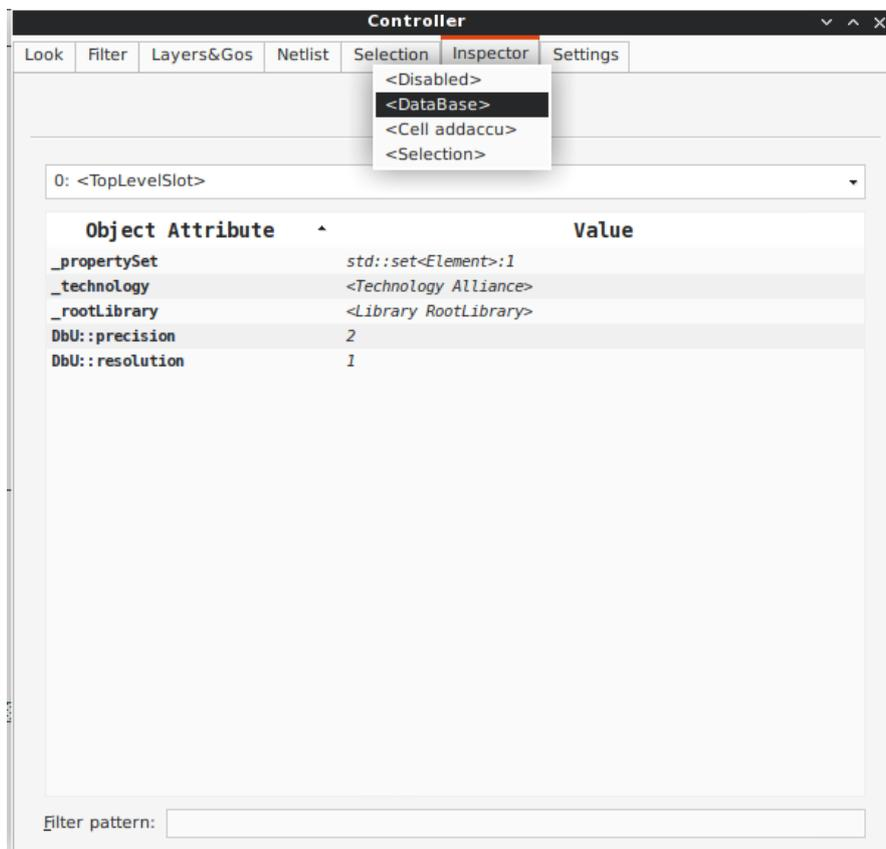 Controller
Look Filter Layers&Gos Netlist Selection Inspector Settings
<Disabled>
<DataBase>
<Cell addaccu>
<Selection>
0: <TopLevelSlot>
Object Attribute Value
_propertySet std::set<Element>:1
_technology <Technology Alliance>
_rootLibrary <Library RootLibrary>
DbU::precision 2
DbU::resolution 1
Filter pattern: